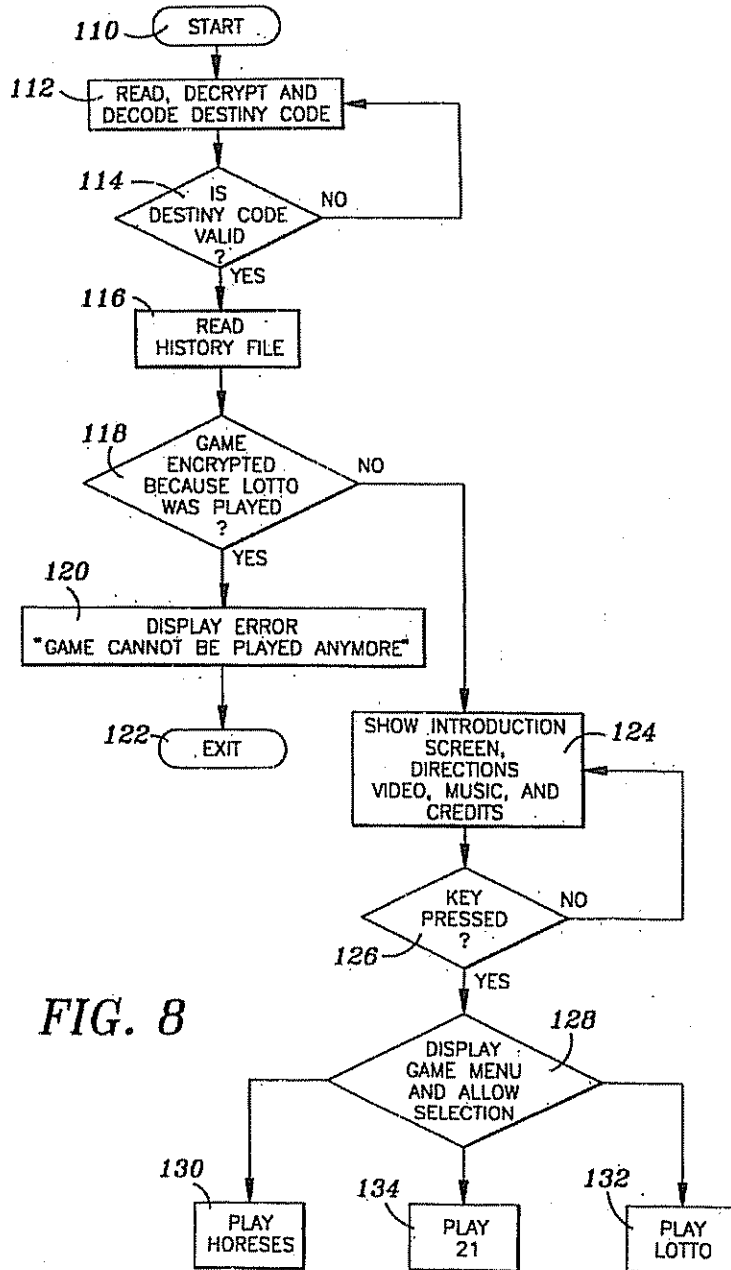 110
START
112
READ, DECRYPT AND
DECODE DESTINY CODE
114
IS
DESTINY CODE
VALID
?
NO
YES
116
READ
HISTORY FILE
118
GAME
ENCRYPTED
BECAUSE LOTTO
WAS PLAYED
?
NO
YES
120
DISPLAY ERROR
"GAME CANNOT BE PLAYED ANYMORE"
122
EXIT
SHOW INTRODUCTION
SCREEN,
DIRECTIONS
VIDEO, MUSIC, AND
CREDITS
124
KEY
PRESSED
?
NO
126
YES
FIG. 8
128
DISPLAY
GAME MENU
AND ALLOW
SELECTION
130
PLAY
HORESES
134
PLAY
21
132
PLAY
LOTTO